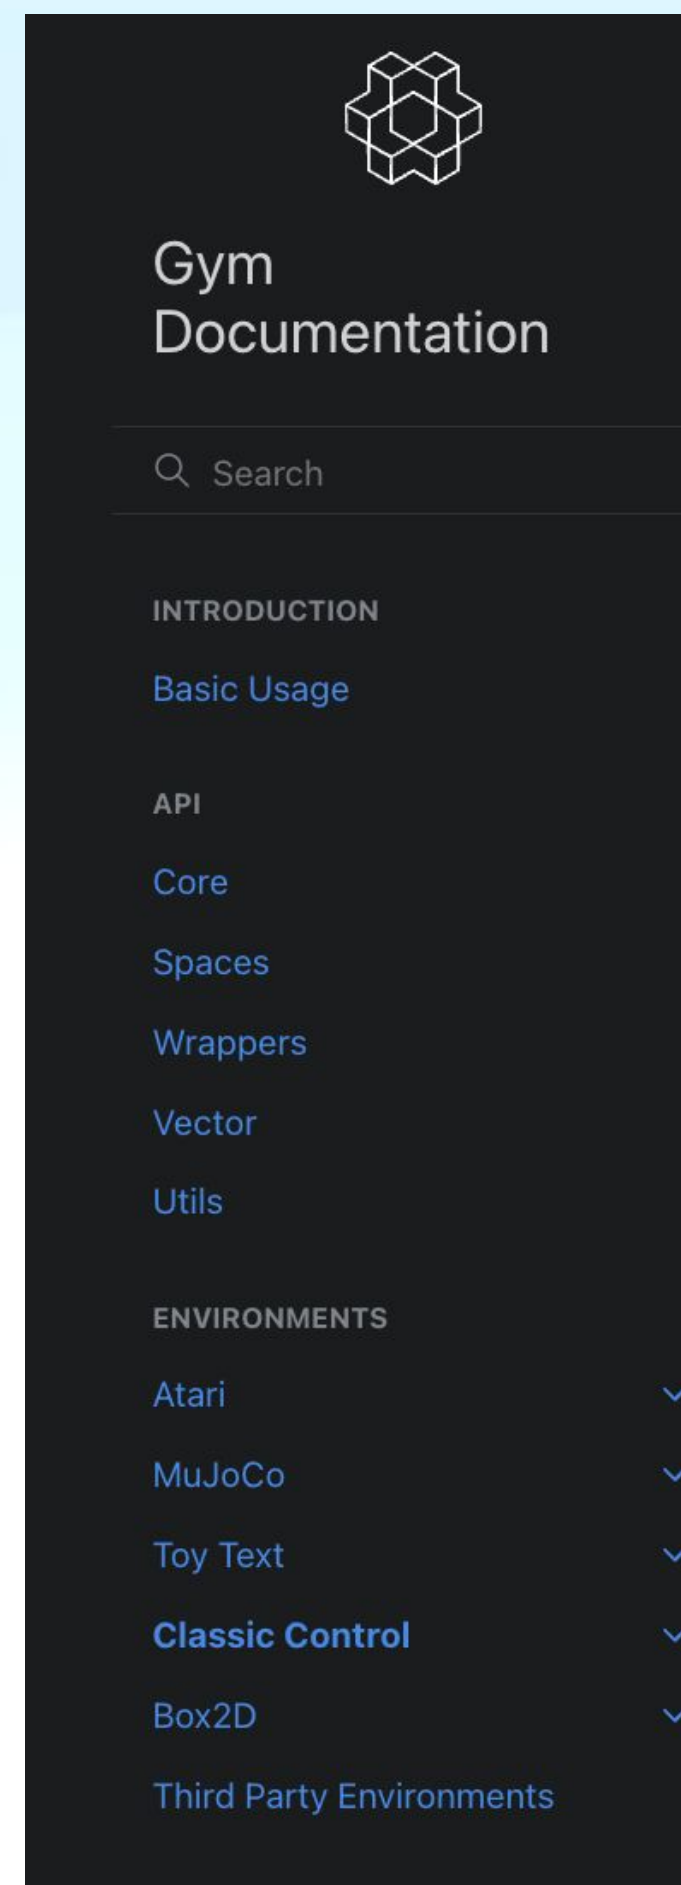 Gym
Documentation
Search
INTRODUCTION
Basic Usage
API
Core
Spaces
Wrappers
Vector
Utils
ENVIRONMENTS
Atari
MuJoCo
Toy Text
Classic Control
Box2D
Third Party Environments